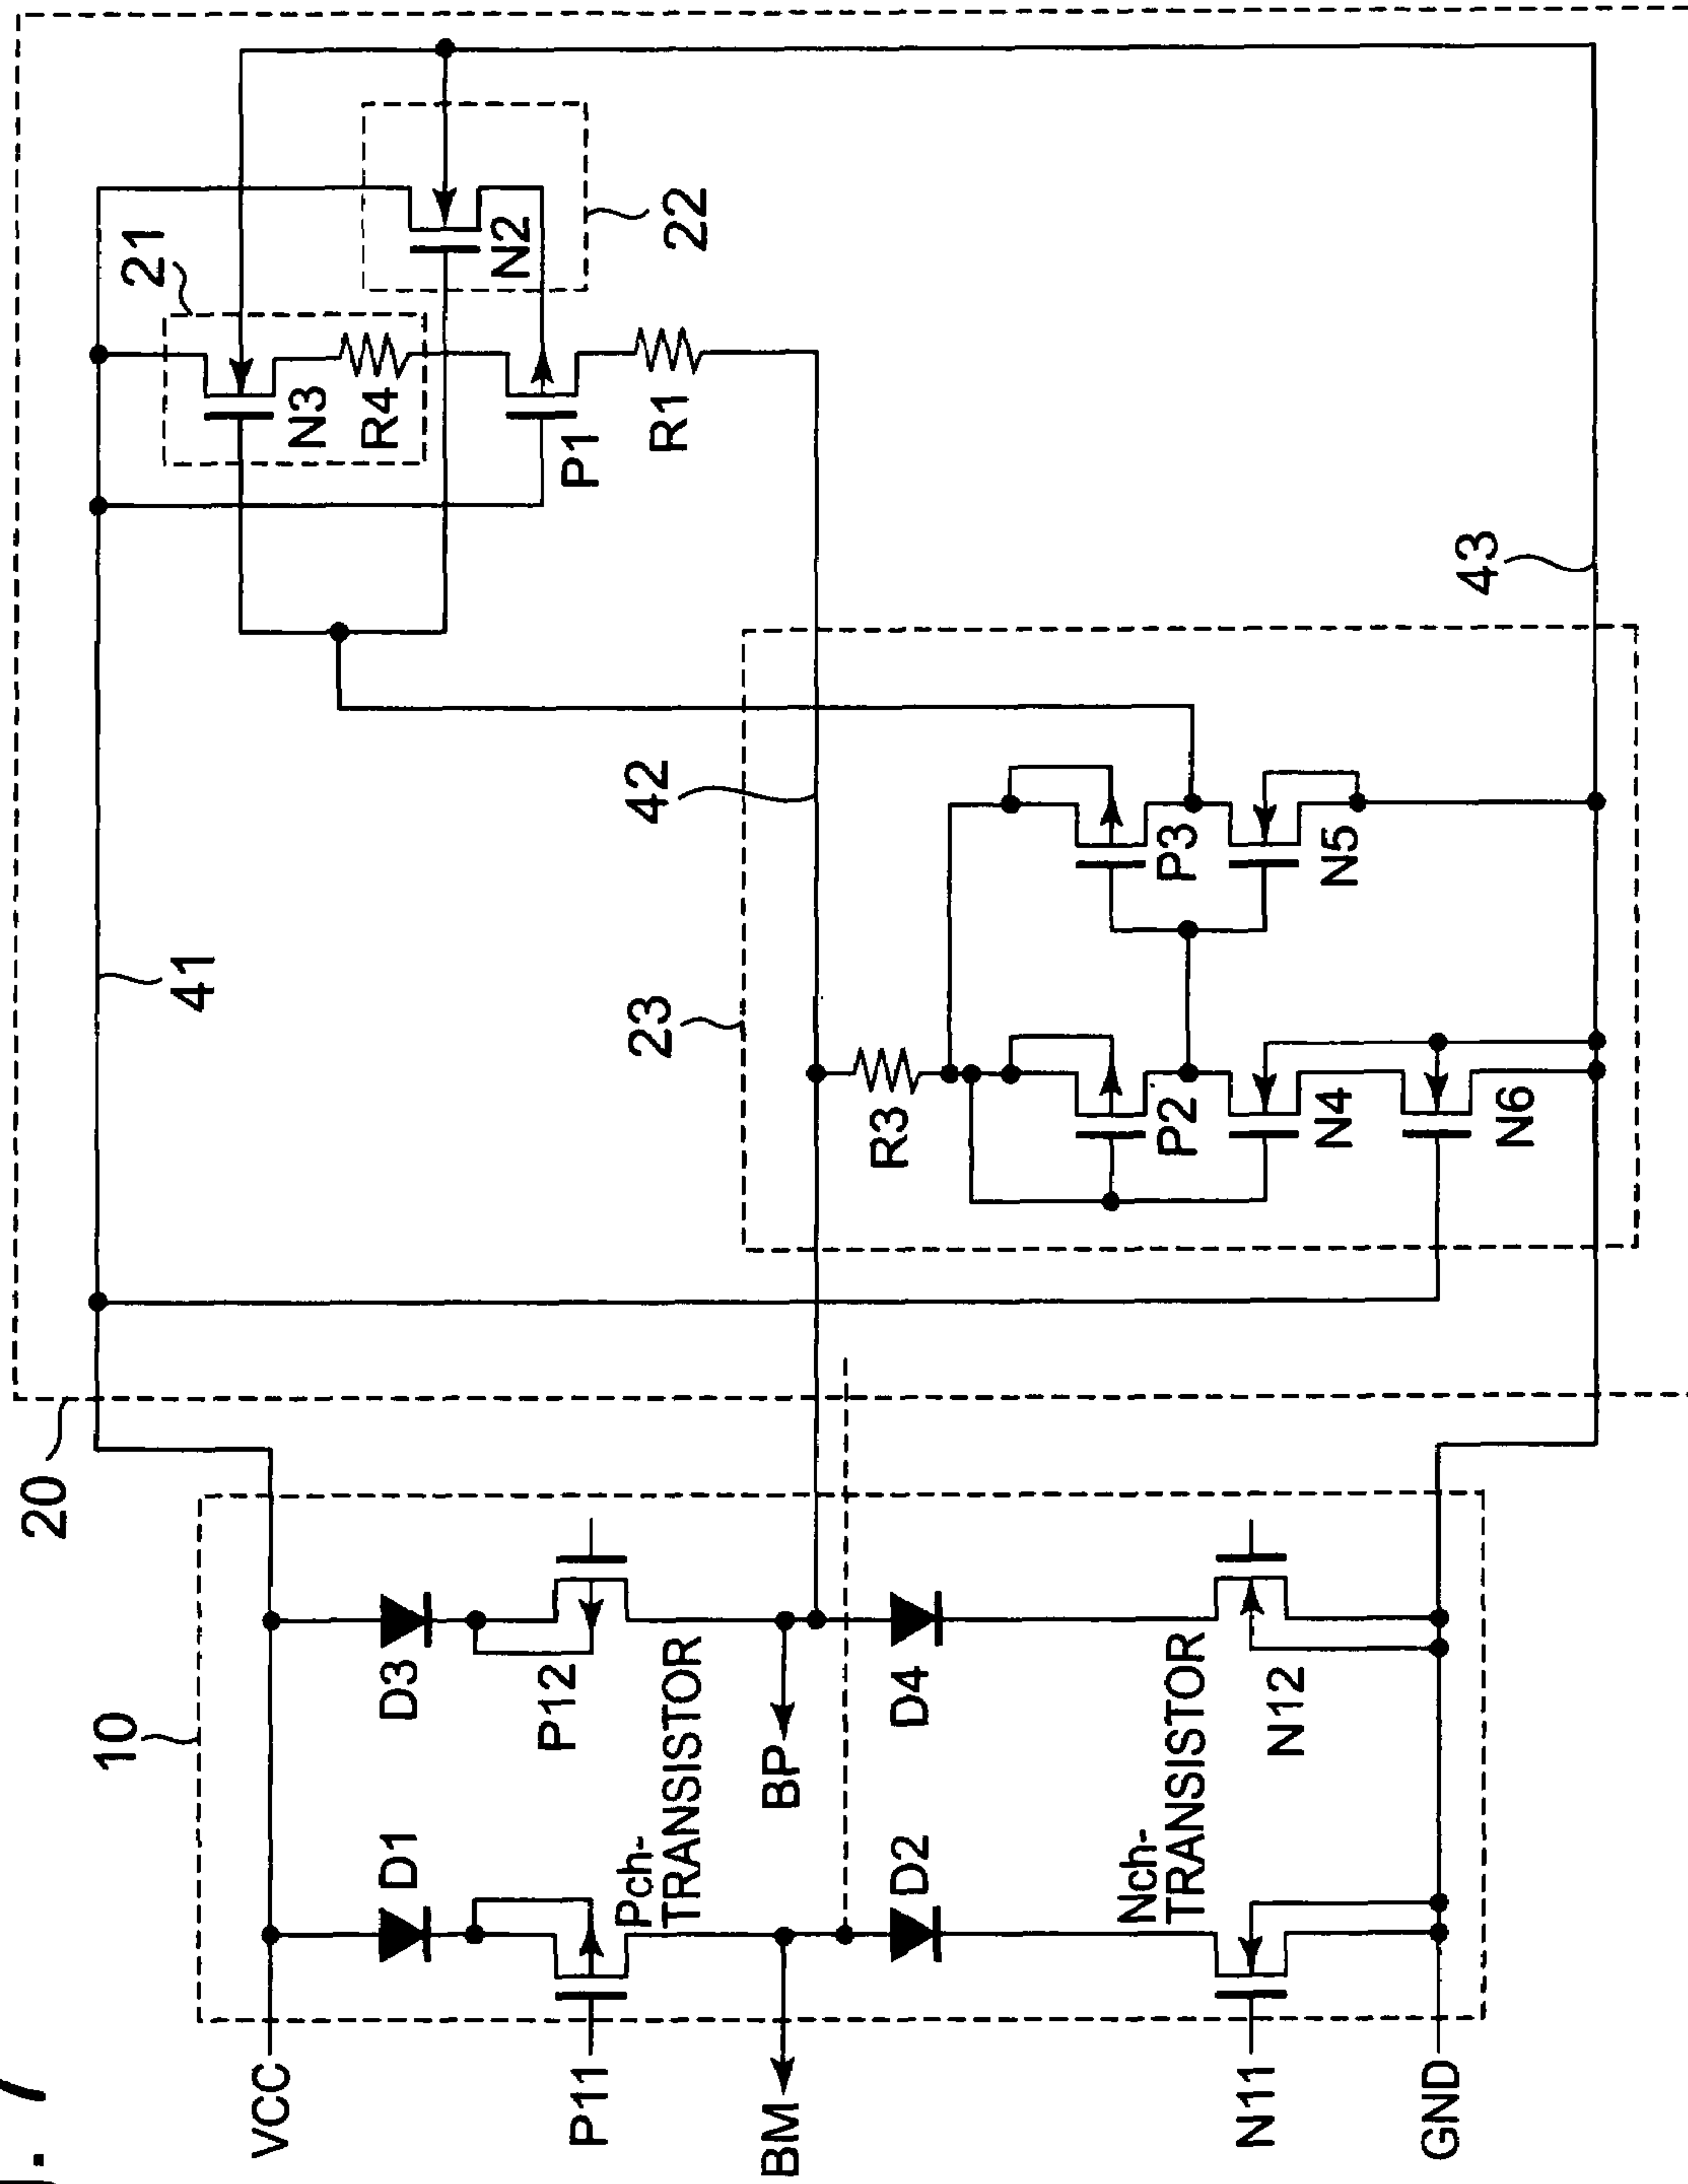 7
20
10
VCC
D1
D3
P11
P12
Pch-
TRANSISTOR
BM
BP
D2
D4
Nch-
TRANSISTOR
N11
N12
GND
41
21
N3
R4
N2
22
P1
R1
42
23
R3
P2
P3
N4
N5
N6
43